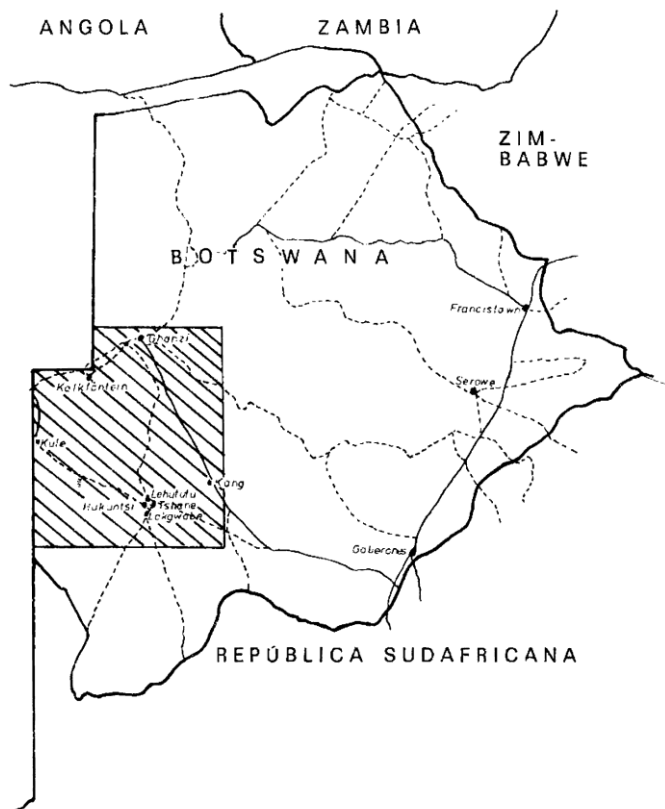 ANGOLA
ZAMBIA
ZIM-
BABWE
BOTSWANA
Francistown
Ghanzi
Kalkfontein
Serowe
Kule
Kang
Lehututu
Hukuntsi
Tshane
Lokgwabe
Gaberones
REPÚBLICA SUDAFRICANA